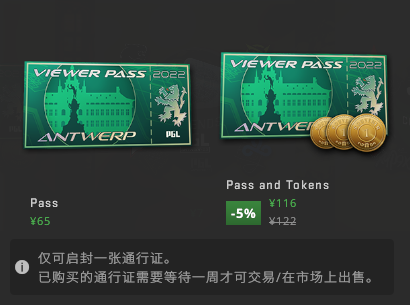 VIEWER PASS 2022
ANTWERP
PGL
VIEWER PASS 2022
ANTWERP
Pass
¥65
Pass and Tokens
-5%
¥116
¥122
仅可启封一张通行证。
已购买的通行证需要等待一周才可交易/在市场上出售。